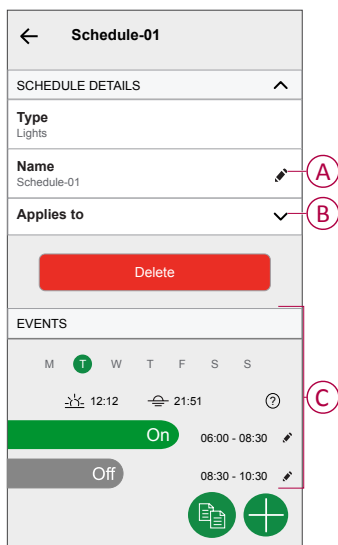 Schedule-01
SCHEDULE DETAILS
Type
Lights
Name
Schedule-01
A
Applies to
B
Delete
EVENTS
M T W T F S S
12:12 21:51 ?
C
On 06:00 - 08:30
Off 08:30 - 10:30